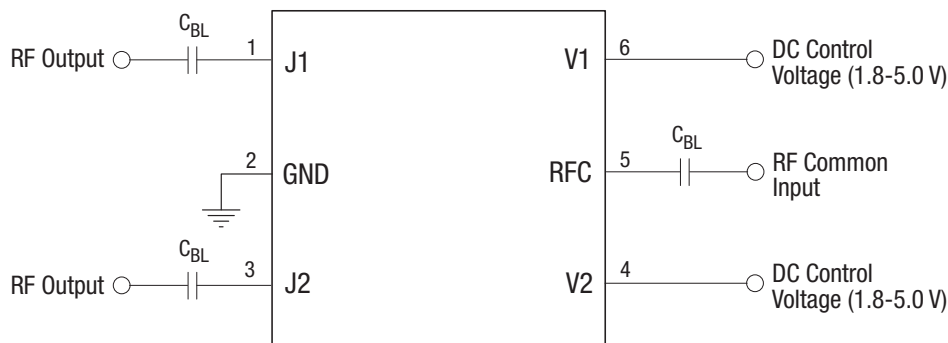 C_BL
RF Output
1
J1
V1
6
DC Control
Voltage (1.8-5.0 V)
2
GND
RFC
5
C_BL
RF Common
Input
C_BL
RF Output
3
J2
V2
4
DC Control
Voltage (1.8-5.0 V)